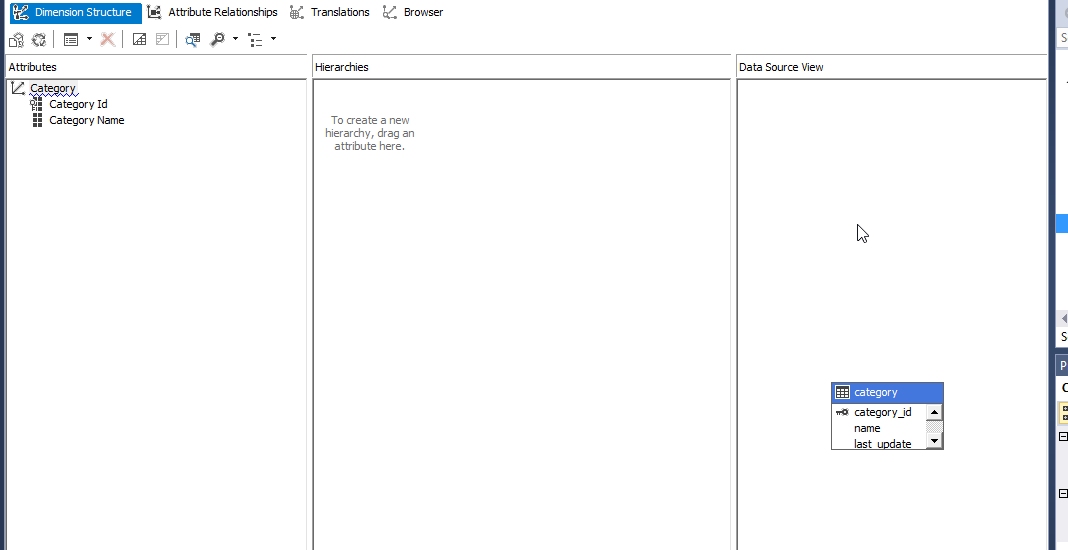 Dimension Structure
Attribute Relationships
Translations
Browser
Attributes
Hierarchies
Data Source View
Category
Category Id
Category Name
To create a new
hierarchy, drag an
attribute here.
category
category_id
name
last_update
S
S
P
C